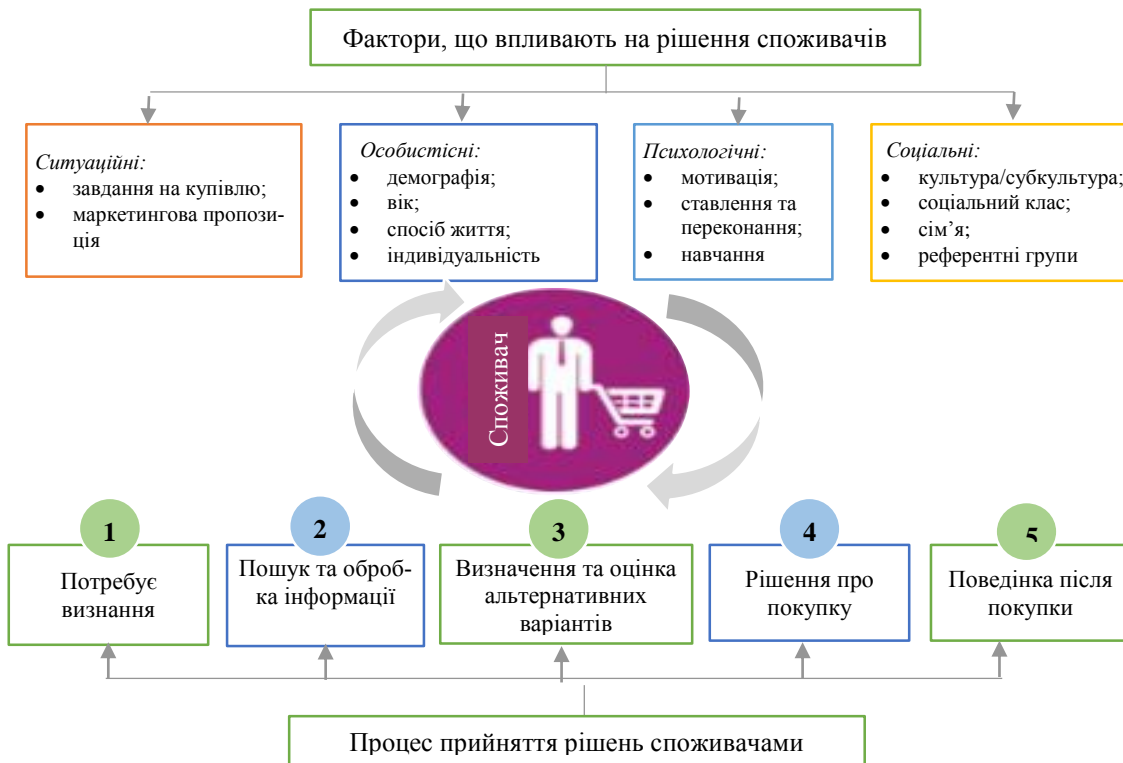 Фактори, що впливають на рішення споживачів
Ситуаційні:
• завдання на купівлю;
• маркетингова пропози-
ція
Особистісні:
• демографія;
• вік;
• спосіб життя;
• індивідуальність
Психологічні:
• мотивація;
• ставлення та
переконання;
• навчання
Соціальні:
• культура/субкультура;
• соціальний клас;
• сім’я;
• референтні групи
Споживач
1
Потребує
визнання
2
Пошук та оброб-
ка інформації
3
Визначення та оцінка
альтернативних
варіантів
4
Рішення про
покупку
5
Поведінка після
покупки
Процес прийняття рішень споживачами